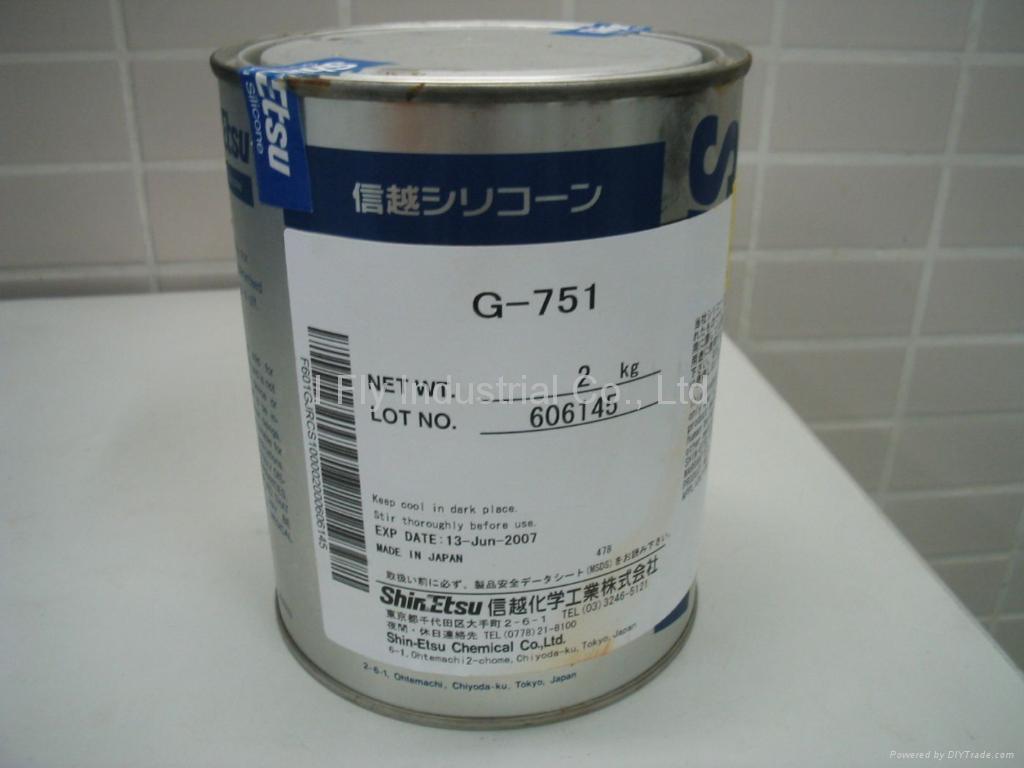 Shin-Etsu
Silicone
信越シリコーン
G-751
NET WT. 2 kg
LOT NO. 606145
F601GJRCS1000020000606145
Keep cool in dark place.
Stir thoroughly before use.
EXP DATE:13-Jun-2007
MADE IN JAPAN
478
取扱い前に必ず、製品安全データシート(MSDS)をお読み下さい。
Shin-Etsu 信越化学工業株式会社
東京都千代田区大手町2-6-1 TEL(03)3246-5121
夜間・休日連絡先 TEL(0778)21-8100
Shin-Etsu Chemical Co.,Ltd.
6-1,Ohtemachi2-chome,Chiyoda-ku,Tokyo,Japan
2-6-1, Ohtemachi, Chiyoda-ku, Tokyo, Japan
I Fly Industrial Co., Ltd
Powered by DIYTrade.com